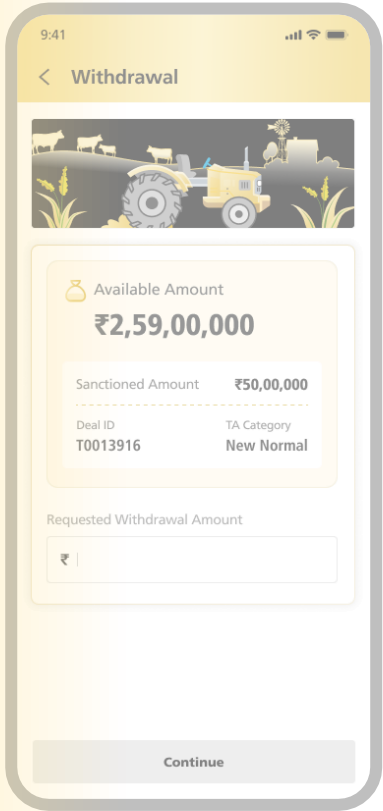 9:41
Withdrawal
Available Amount
₹2,59,00,000
Sanctioned Amount ₹50,00,000
Deal ID TA Category
T0013916 New Normal
Requested Withdrawal Amount
₹
Continue